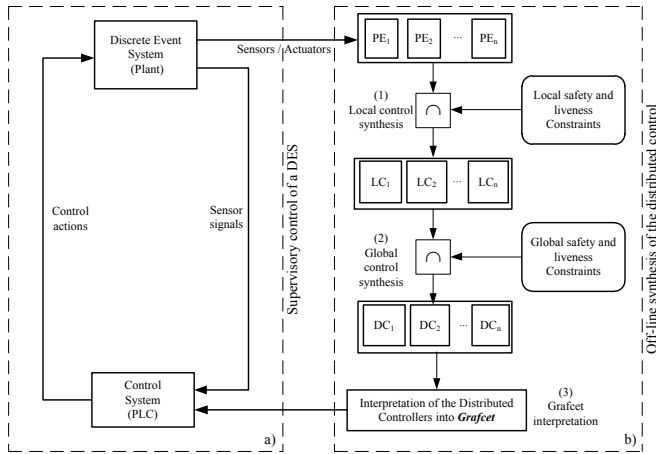 Discrete Event
System
(Plant)
Sensors / Actuators
Control
actions
Sensor
signals
Control
System
(PLC)
a)
Supervisory control of a DES
PE1 PE2 ... PEn
(1)
Local control
synthesis
∩
Local safety and
liveness
Constraints
LC1 LC2 ... LCn
(2)
Global
control
synthesis
∩
Global safety and
liveness
Constraints
DC1 DC2 ... DCn
Interpretation of the Distributed
Controllers into Grafcet
(3)
Grafcet
interpretation
b)
Off-line synthesis of the distributed control